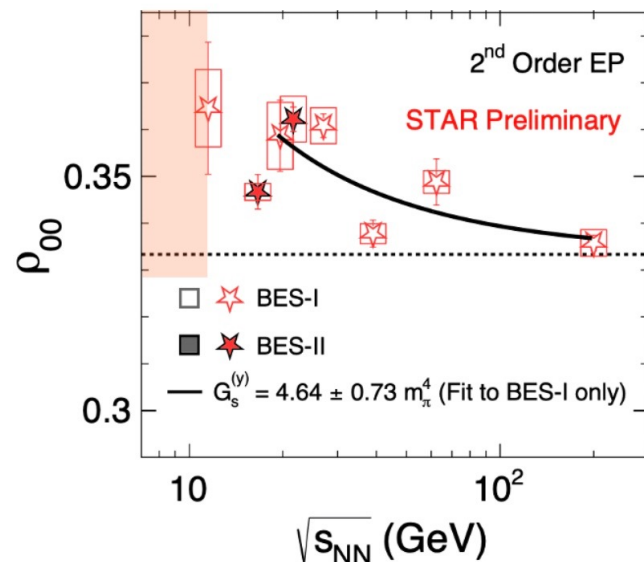 2nd Order EP
STAR Preliminary
0.35
ρ00
BES-I
BES-II
Gs(y) = 4.64 ± 0.73 mπ4 (Fit to BES-I only)
0.3
10
10²
√sNN (GeV)